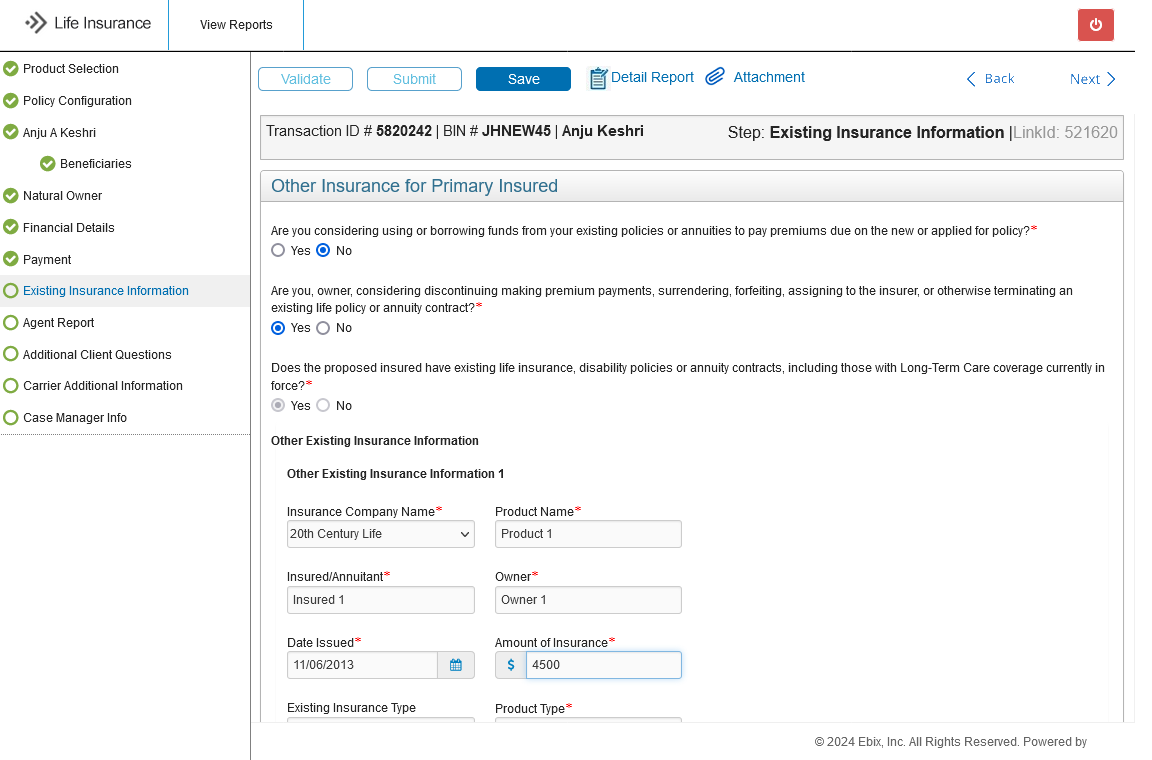 Life Insurance
View Reports
Product Selection
Policy Configuration
Anju A Keshri
Beneficiaries
Natural Owner
Financial Details
Payment
Existing Insurance Information
Agent Report
Additional Client Questions
Carrier Additional Information
Case Manager Info
Validate
Submit
Save
Detail Report
Attachment
Back
Next
Transaction ID # 5820242 | BIN # JHNEW45 | Anju Keshri
Step: Existing Insurance Information |LinkId: 521620
Other Insurance for Primary Insured
Are you considering using or borrowing funds from your existing policies or annuities to pay premiums due on the new or applied for policy?*
Yes No
Are you, owner, considering discontinuing making premium payments, surrendering, forfeiting, assigning to the insurer, or otherwise terminating an
existing life policy or annuity contract?*
Yes No
Does the proposed insured have existing life insurance, disability policies or annuity contracts, including those with Long-Term Care coverage currently in
force?*
Yes No
Other Existing Insurance Information
Other Existing Insurance Information 1
Insurance Company Name* Product Name*
20th Century Life Product 1
Insured/Annuitant* Owner*
Insured 1 Owner 1
Date Issued* Amount of Insurance*
11/06/2013 $ 4500
Existing Insurance Type Product Type*
© 2024 Ebix, Inc. All Rights Reserved. Powered by